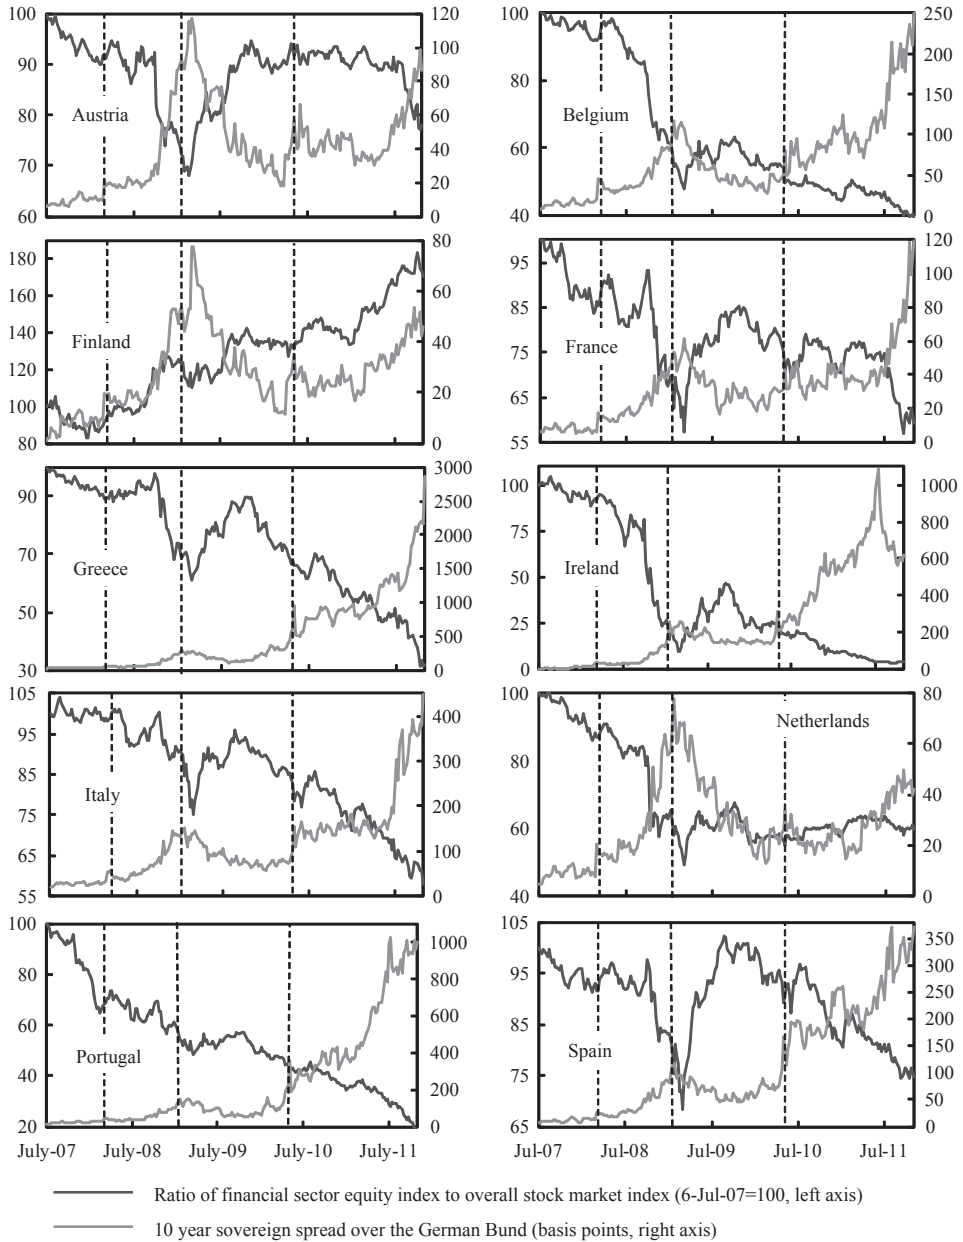 100 120 100 250
90 100 200
80
80 80 150
Austria 60 Belgium
40 60 100
70
20 50
60 0 40 0
180 80 95 120
100
160 60 85 80
140 Finland 40 75 France 60
120 40
20 65
100 20
80 0 55 0
3000 100 1000
90 2500
2000 75 800
70 Greece 1500 50 Ireland 600
1000 400
50 500 25 200
30 0 0 0
105 100 80
95 400 Netherlands
85 300 80 60
75 Italy 200 40
65 100 60 20
55 0 40 0
100 105
1000 350
80 800 95 300
250
60 600 85 200
Portugal 400 Spain 150
40 200 75 100
50
20 0 65 0
July-07 July-08 July-09 July-10 July-11 Jul-07 Jul-08 Jul-09 Jul-10 Jul-11
Ratio of financial sector equity index to overall stock market index (6-Jul-07=100, left axis)
10 year sovereign spread over the German Bund (basis points, right axis)